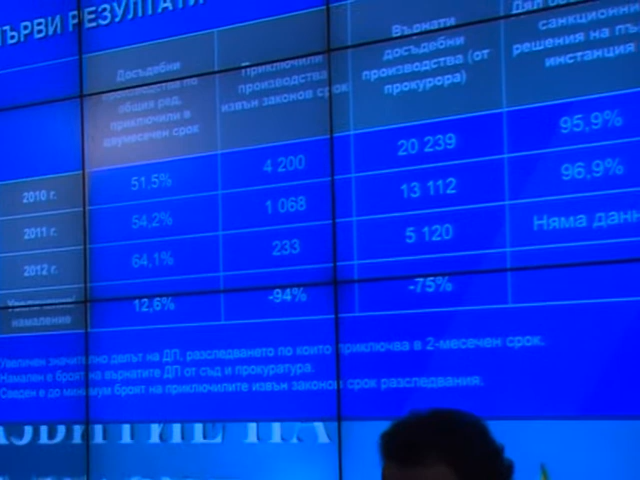 ПЪРВИ РЕЗУЛТАТИ
Досъдебни производства по общия ред, приключили в двумесечен срок
Приключили производства извън законов срок
Върнати досъдебни производства (от прокурора)
санкционни
решения на
инстанция
2010 г. 51,5% 4 200 20 239 95,9%
2011 г. 54,2% 1 068 13 112 96,9%
2012 г. 64,1% 233 5 120 Няма
намаление 12,6% -94% -75%
Увеличен значително делът на ДП, разследването по които приключва в 2-месечен срок.
Намален е броят на върнатите ДП от съд и прокуратура.
Сведен е до минимум броят на приключилите извън законов срок разследвания.